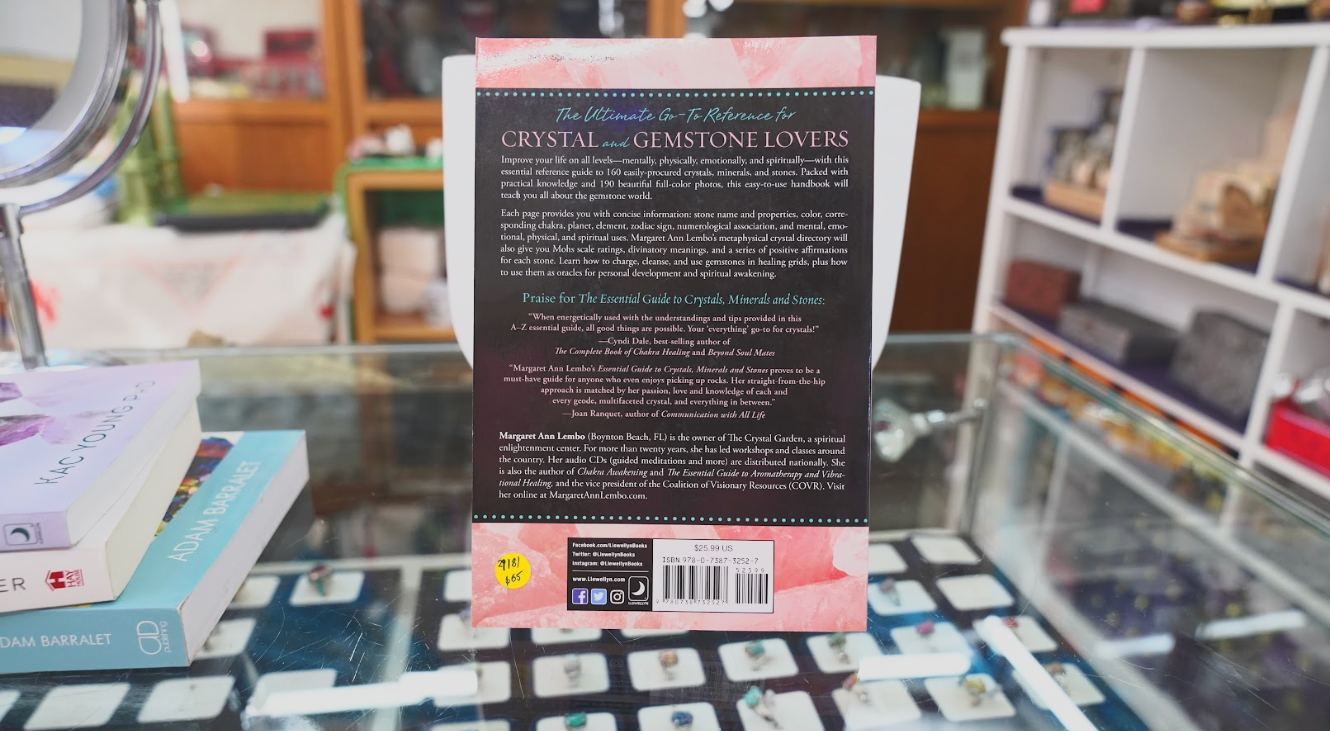 The Ultimate Go-To Reference for
CRYSTAL and GEMSTONE LOVERS
Improve your life on all levels—mentally, physically, emotionally, and spiritually—with this
essential reference guide to 160 easily-procured crystals, minerals, and stones. Packed with
practical knowledge and 190 beautiful full-color photos, this easy-to-use handbook will
teach you all about the gemstone world.
Each page provides you with concise information: stone name and properties, color, corre-
sponding chakra, planet, element, zodiac sign, numerological association, and mental, emo-
tional, physical, and spiritual uses. Margaret Ann Lembo's metaphysical crystal directory will
also give you Mohs scale ratings, divinatory meanings, and a series of positive affirmations
for each stone. Learn how to charge, cleanse, and use gemstones in healing grids, plus how
to use them as oracles for personal development and spiritual awakening.
Praise for The Essential Guide to Crystals, Minerals and Stones:
"When energetically used with the understandings and tips provided in this
A–Z essential guide, all good things are possible. Your 'everything' go-to for crystals!"
—Cyndi Dale, best-selling author of
The Complete Book of Chakra Healing and Beyond Soul Mates
"Margaret Ann Lembo's Essential Guide to Crystals, Minerals and Stones proves to be a
must-have guide for anyone who even enjoys picking up rocks. Her straight-from-the-hip
approach is matched by her passion, love and knowledge of each and
every geode, multifaceted crystal, and everything in between."
—Joan Ranquet, author of Communication with All Life
Margaret Ann Lembo (Boynton Beach, FL) is the owner of The Crystal Garden, a spiritual
enlightenment center. For more than twenty years, she has led workshops and classes around
the country. Her audio CDs (guided meditations and more) are distributed nationally. She
is also the author of Chakra Awakening and The Essential Guide to Aromatherapy and Vibra-
tional Healing, and the vice president of the Coalition of Visionary Resources (COVR). Visit
her online at MargaretAnnLembo.com.
Facebook.com/LlewellynBooks
Twitter: @LlewellynBooks
Instagram: @LlewellynBooks
www.Llewellyn.com
LLEWELLYN
$25.99 US
ISBN 978-0-7387-3252-7
52599
9 780738 732527
$65
KAC YOUNG PhD
ER
HAY
HOUSE
ADAM BARRALET
ADAM BARRALET